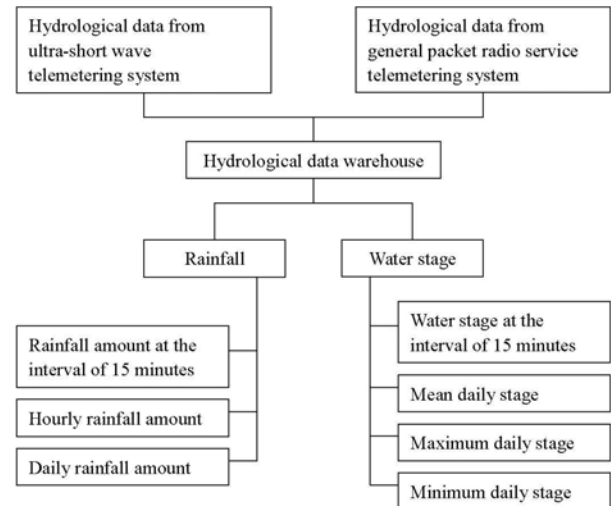 Hydrological data from
ultra-short wave
telemetering system
Hydrological data from
general packet radio service
telemetering system
Hydrological data warehouse
Rainfall
Water stage
Rainfall amount at the
interval of 15 minutes
Hourly rainfall amount
Daily rainfall amount
Water stage at the
interval of 15 minutes
Mean daily stage
Maximum daily stage
Minimum daily stage